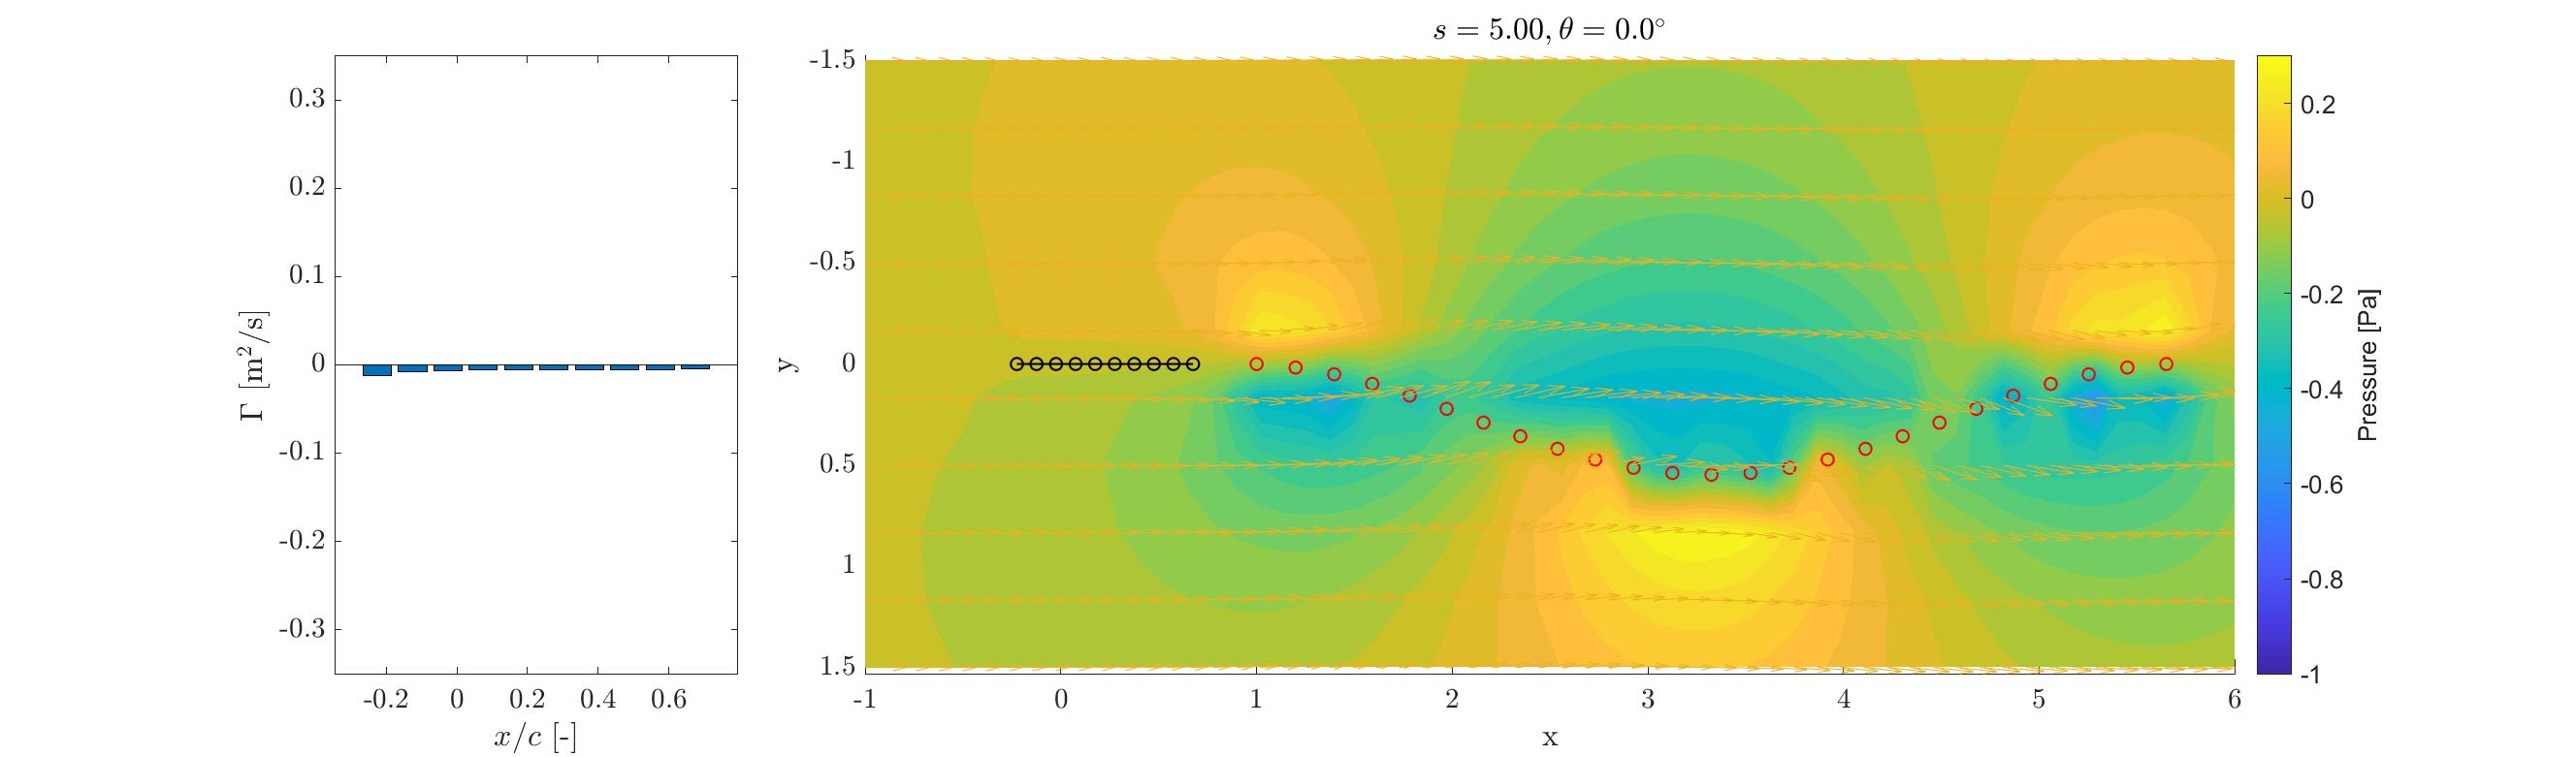 s = 5.00, θ = 0.0°
0.3
0.2
0.1
0
-0.1
-0.2
-0.3
Γ [m²/s]
-0.2 0 0.2 0.4 0.6
x/c [-]
-1.5
-1
-0.5
0
0.5
1
1.5
y
-1 0 1 2 3 4 5 6
x
0.2
0
-0.2
-0.4
-0.6
-0.8
-1
Pressure [Pa]